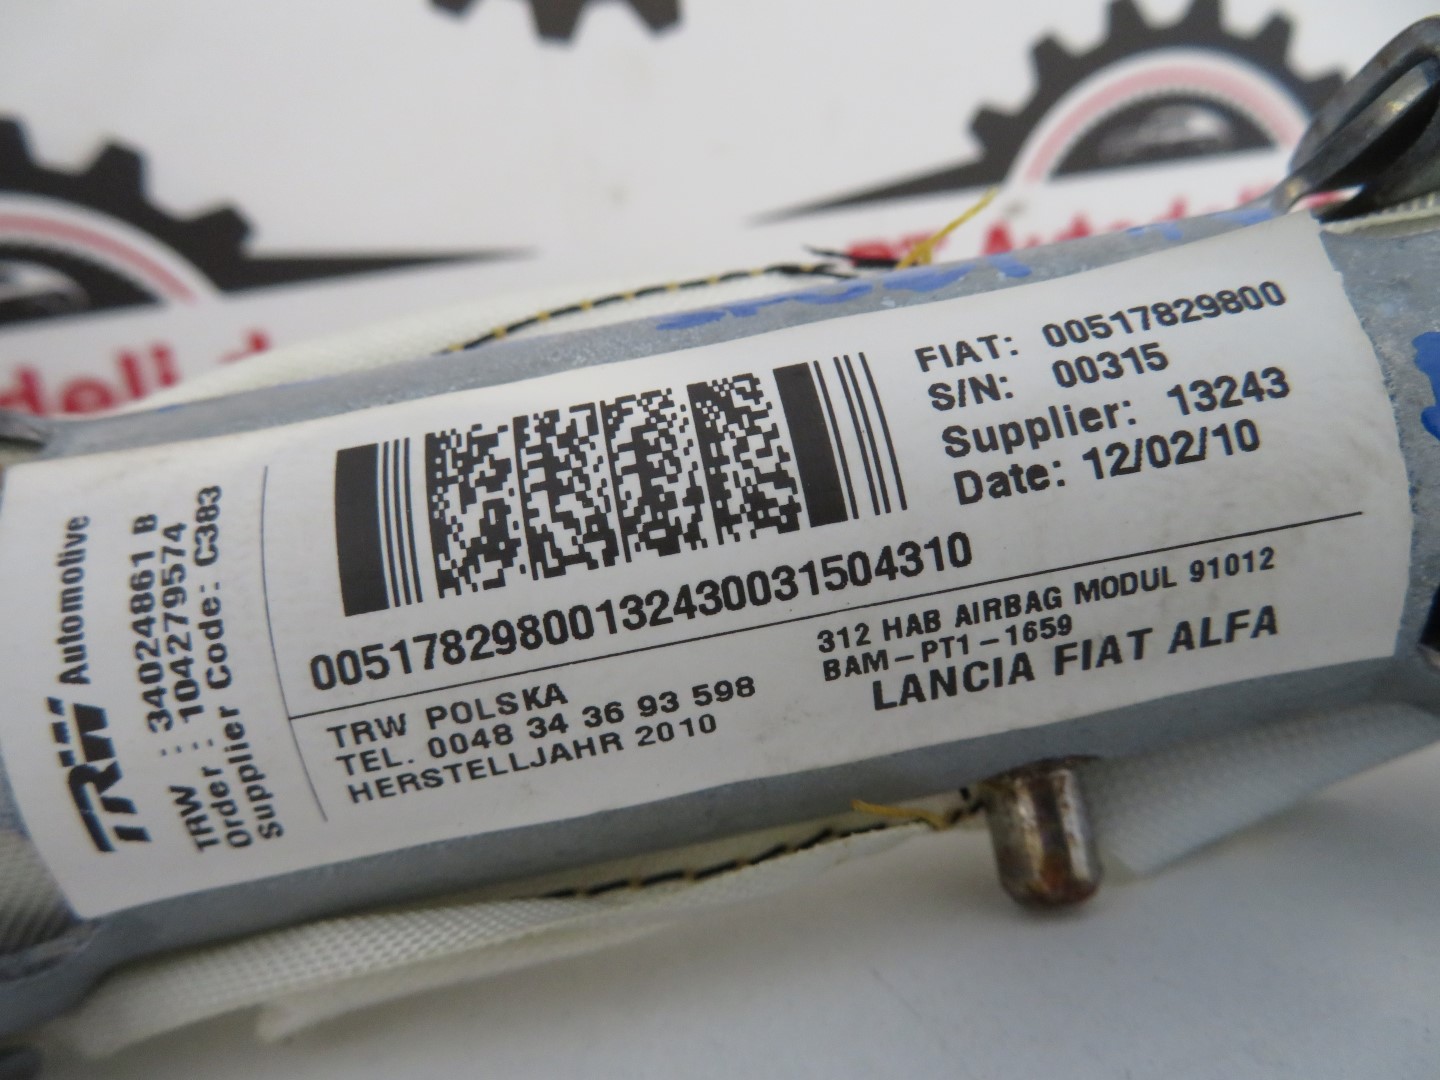 TRW Automotive
TRW : 34024861 B
Order : 104279574
Supplier Code: C383
FIAT: 00517829800
S/N: 00315
Supplier: 13243
Date: 12/02/10
00517829800132430031504310
TRW POLSKA
TEL. 0048 34 36 93 598
HERSTELLJAHR 2010
312 HAB AIRBAG MODUL 91012
BAM-PT1-1659
LANCIA FIAT ALFA